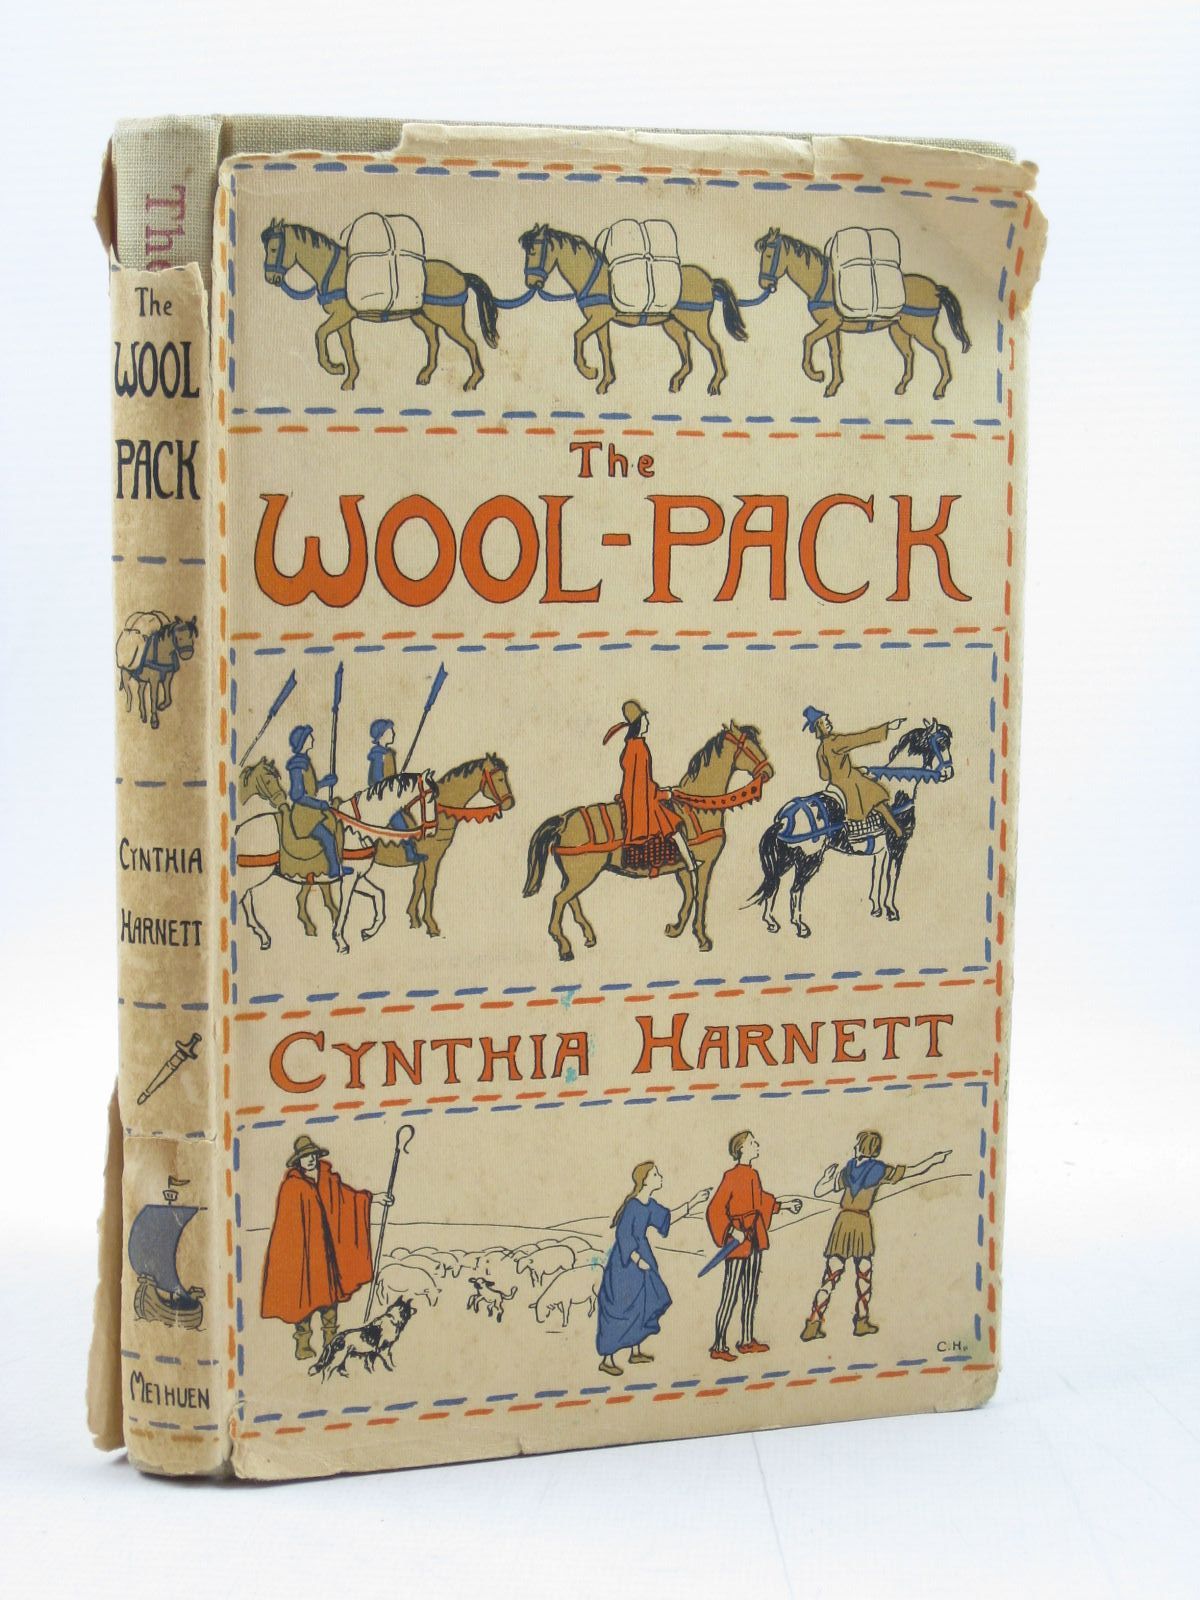 The
The
WOOL
PACK
CYNTHIA
HARNETT
METHUEN
The
WOOL-PACK
CYNTHIA HARNETT
C.H.